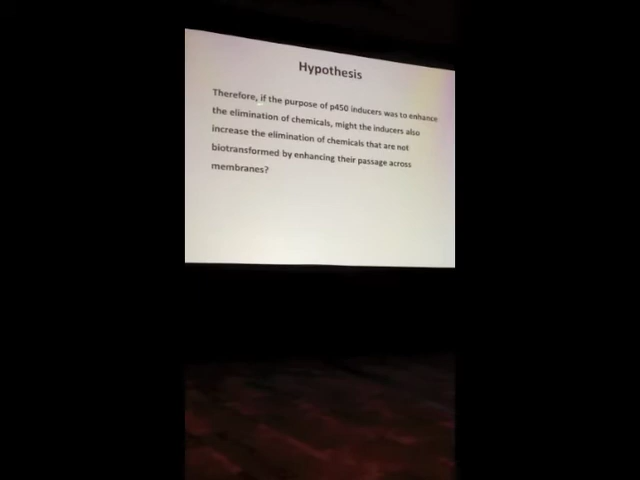 Hypothesis
Therefore, if the purpose of p450 inducers was to enhance
the elimination of chemicals, might the inducers also
increase the elimination of chemicals that are not
biotransformed by enhancing their passage across
membranes?